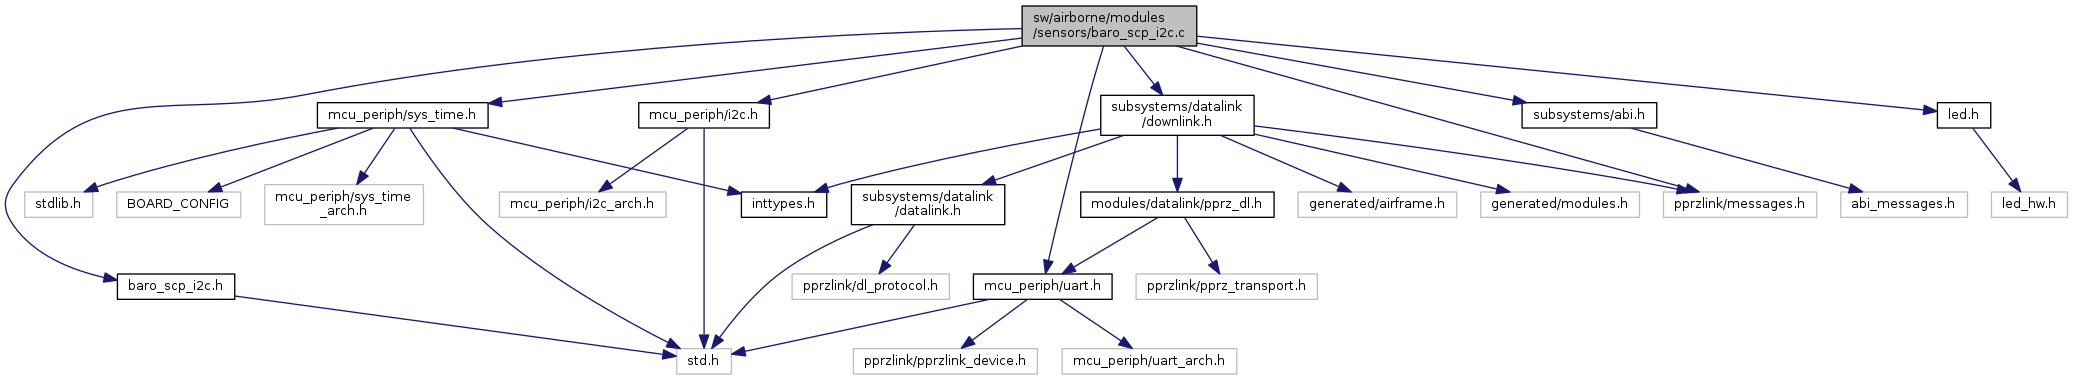 sw/airborne/modules
/sensors/baro_scp_i2c.c
mcu_periph/sys_time.h
mcu_periph/i2c.h
subsystems/datalink
/downlink.h
subsystems/abi.h
led.h
stdlib.h
BOARD_CONFIG
mcu_periph/sys_time
_arch.h
mcu_periph/i2c_arch.h
inttypes.h
subsystems/datalink
/datalink.h
modules/datalink/pprz_dl.h
generated/airframe.h
generated/modules.h
pprzlink/messages.h
abi_messages.h
led_hw.h
baro_scp_i2c.h
pprzlink/dl_protocol.h
mcu_periph/uart.h
pprzlink/pprz_transport.h
std.h
pprzlink/pprzlink_device.h
mcu_periph/uart_arch.h